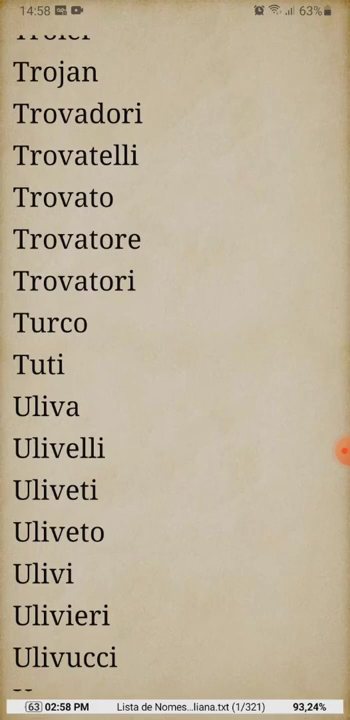 14:58 63%
Trojan
Trovadori
Trovatelli
Trovato
Trovatore
Trovatori
Turco
Tuti
Uliva
Ulivelli
Uliveti
Uliveto
Ulivi
Ulivieri
Ulivucci
63 02:58 PM Lista de Nomes...liana.txt (1/321) 93,24%